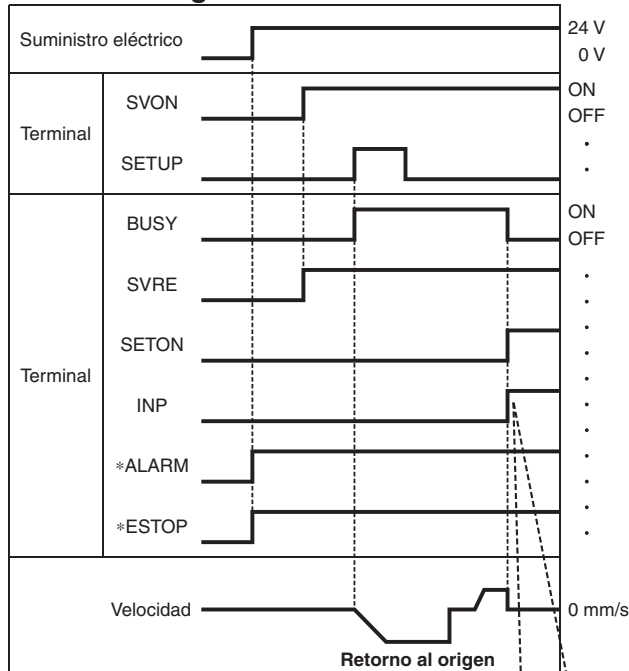 Suministro eléctrico
24 V
0 V
Terminal
SVON
ON
OFF
SETUP
Terminal
BUSY
ON
OFF
SVRE
SETON
INP
*ALARM
*ESTOP
Velocidad
0 mm/s
Retorno al origen